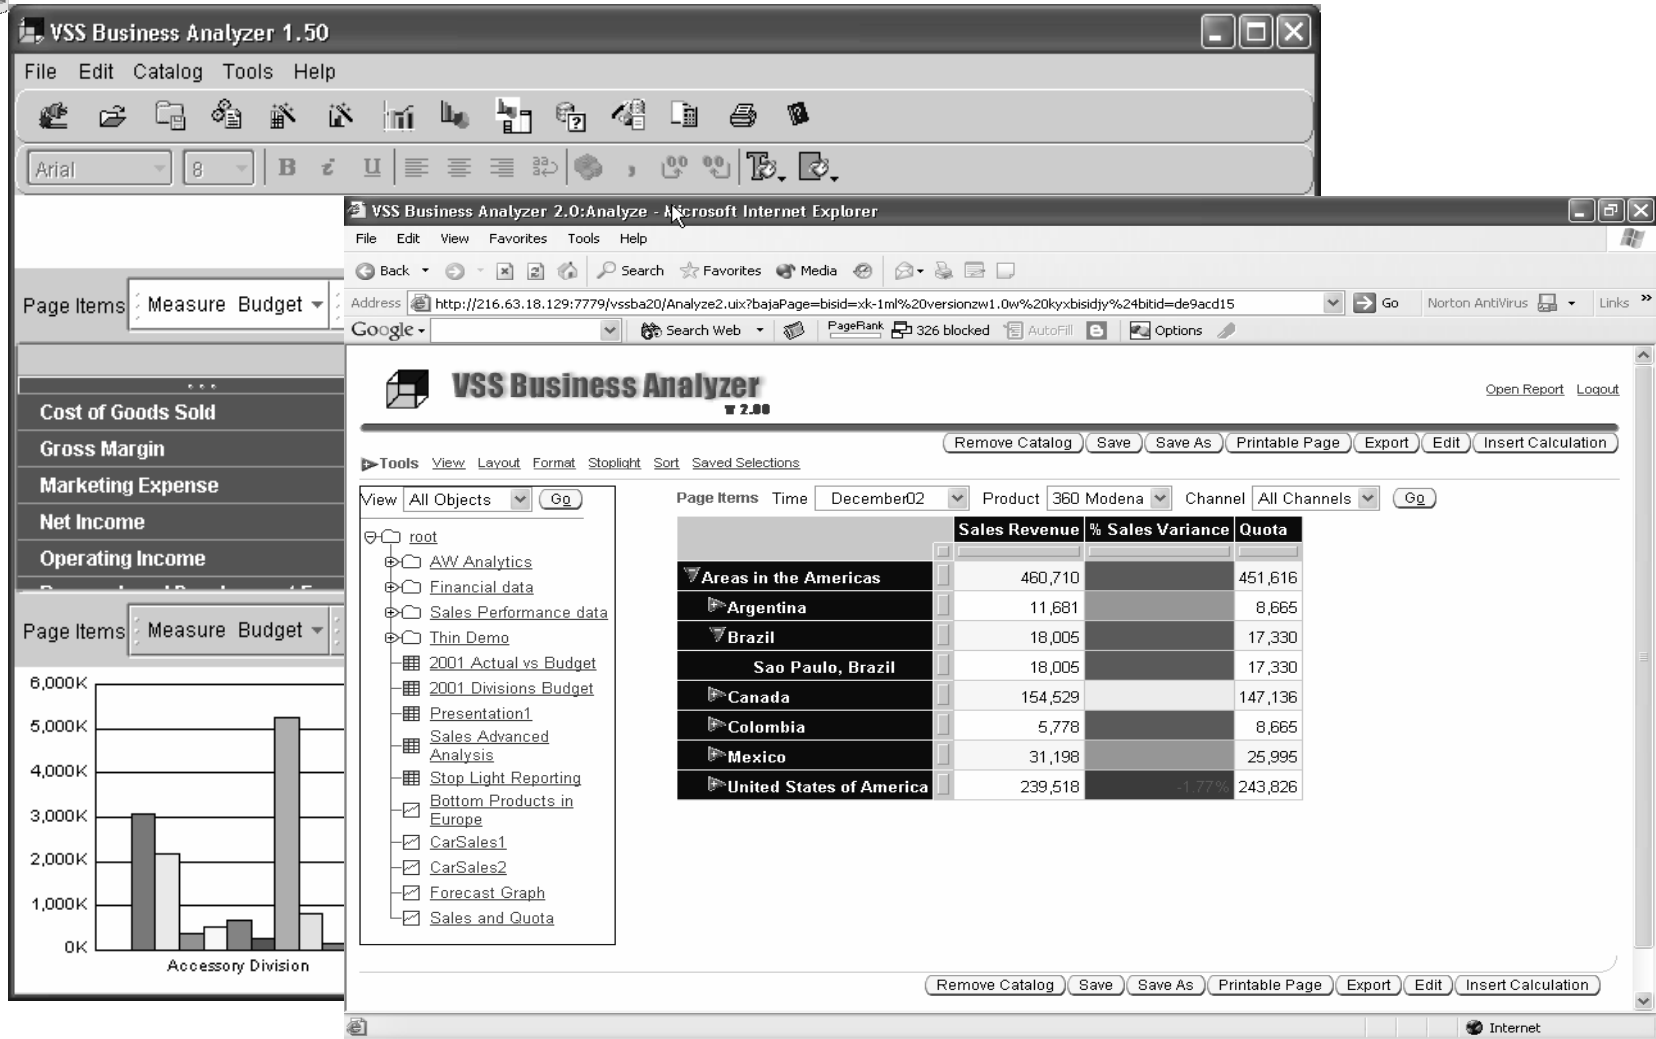 VSS Business Analyzer 1.50
File Edit Catalog Tools Help
Arial 8 B i U
VSS Business Analyzer 2.0:Analyze - Microsoft Internet Explorer
File Edit View Favorites Tools Help
Back Search Favorites Media
Address http://216.63.18.129:7779/vssba20/Analyze2.uix?bajaPage=bisid=xk-1ml%20versionzw1.0w%20kyxbisidjy%24bitid=de9acd15 Go Norton AntiVirus Links »
Google Search Web PageRank 326 blocked AutoFill Options
Page Items Measure Budget
Cost of Goods Sold
Gross Margin
Marketing Expense
Net Income
Operating Income
Page Items Measure Budget
6,000K
5,000K
4,000K
3,000K
2,000K
1,000K
0K
Accessory Division
VSS Business Analyzer
v 2.00
Open Report Logout
Remove Catalog Save Save As Printable Page Export Edit Insert Calculation
Tools View Layout Format Stoplight Sort Saved Selections
View All Objects Go
root
AW Analytics
Financial data
Sales Performance data
Thin Demo
2001 Actual vs Budget
2001 Divisions Budget
Presentation1
Sales Advanced
Analysis
Stop Light Reporting
Bottom Products in
Europe
CarSales1
CarSales2
Forecast Graph
Sales and Quota
Page Items Time December02 Product 360 Modena Channel All Channels Go
Sales Revenue % Sales Variance Quota
Areas in the Americas 460,710 451,616
Argentina 11,681 8,665
Brazil 18,005 17,330
Sao Paulo, Brazil 18,005 17,330
Canada 154,529 147,136
Colombia 5,778 8,665
Mexico 31,198 25,995
United States of America 239,518 -1.77% 243,826
Remove Catalog Save Save As Printable Page Export Edit Insert Calculation
Internet